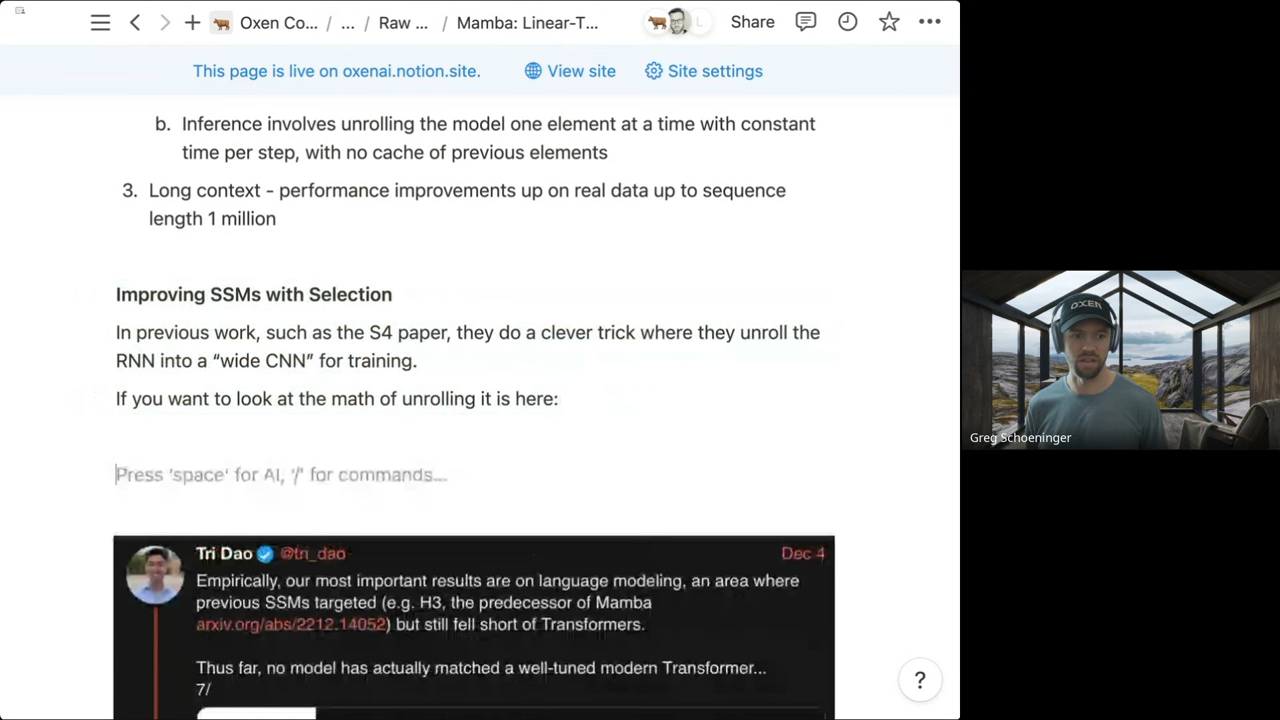 Oxen Co... / ... / Raw ... / Mamba: Linear-T...
L
Share
This page is live on oxenai.notion.site.
View site
Site settings
b. Inference involves unrolling the model one element at a time with constant
time per step, with no cache of previous elements
3. Long context - performance improvements up on real data up to sequence
length 1 million
Improving SSMs with Selection
In previous work, such as the S4 paper, they do a clever trick where they unroll the
RNN into a “wide CNN” for training.
If you want to look at the math of unrolling it is here:
Press 'space' for AI, '/' for commands...
Tri Dao @tri_dao
Dec 4
Empirically, our most important results are on language modeling, an area where
previous SSMs targeted (e.g. H3, the predecessor of Mamba
arxiv.org/abs/2212.14052) but still fell short of Transformers.
Thus far, no model has actually matched a well-tuned modern Transformer...
7/
?
OXEN
Greg Schoeninger